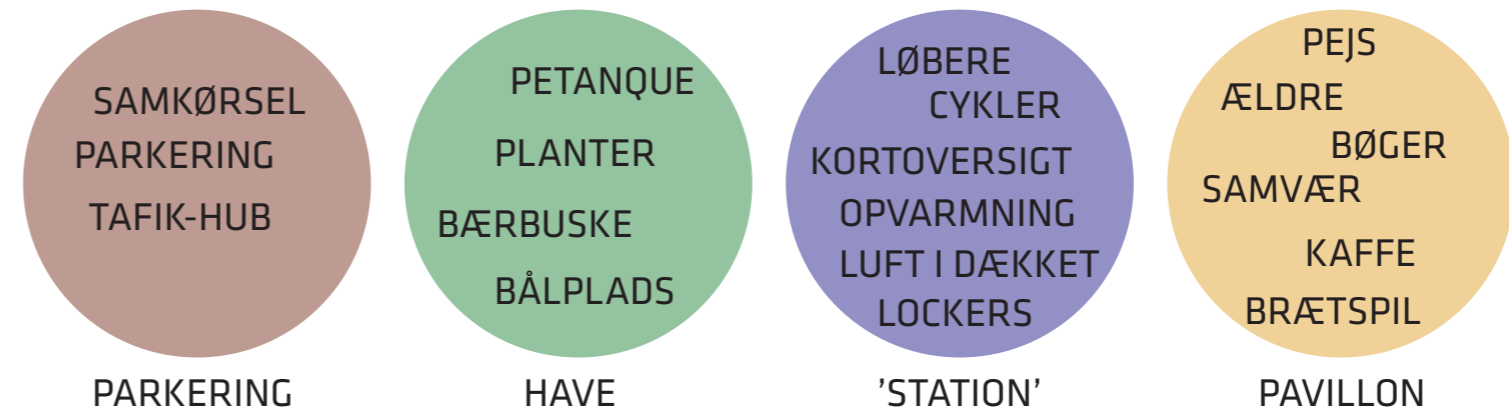 SAMKØRSEL
PARKERING
TAFIK-HUB
PARKERING
PETANQUE
PLANTER
BÆRBUSKE
BÅLPLADS
HAVE
LØBERE
CYKLER
KORTOVERSIGT
OPVARMNING
LUFT I DÆKKET
LOCKERS
'STATION'
PEJS
ÆLDRE
BØGER
SAMVÆR
KAFFE
BRÆTSPIL
PAVILLON